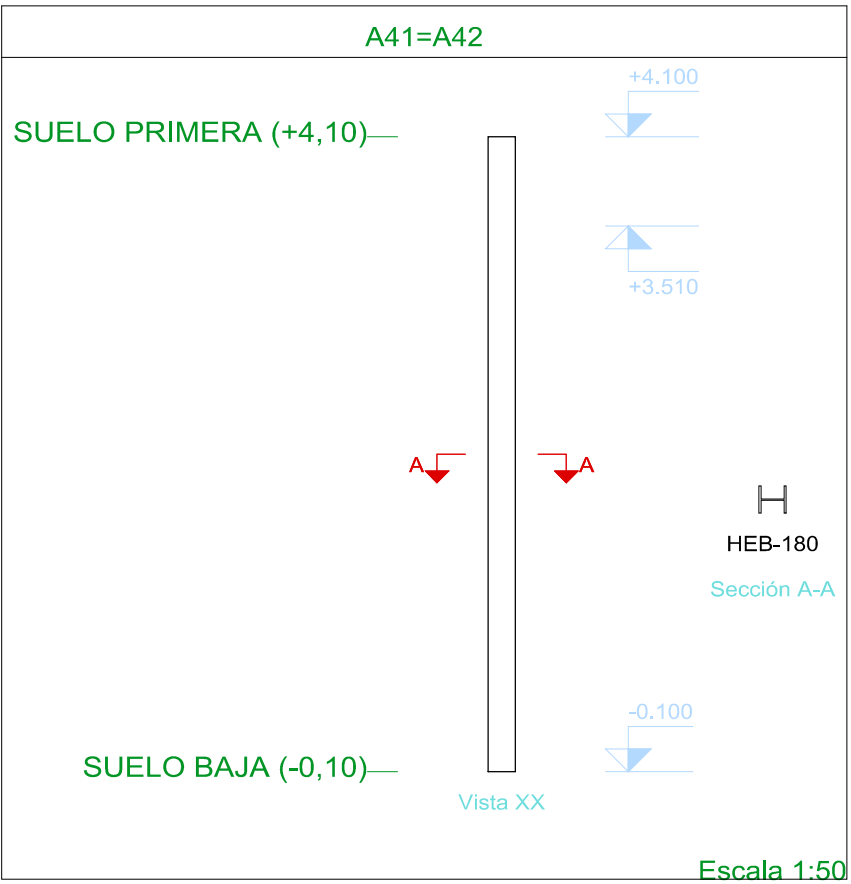 A41=A42
+4.100
SUELO PRIMERA (+4,10)
+3.510
A A
HEB-180
Sección A-A
-0.100
SUELO BAJA (-0,10)
Vista XX
Escala 1:50